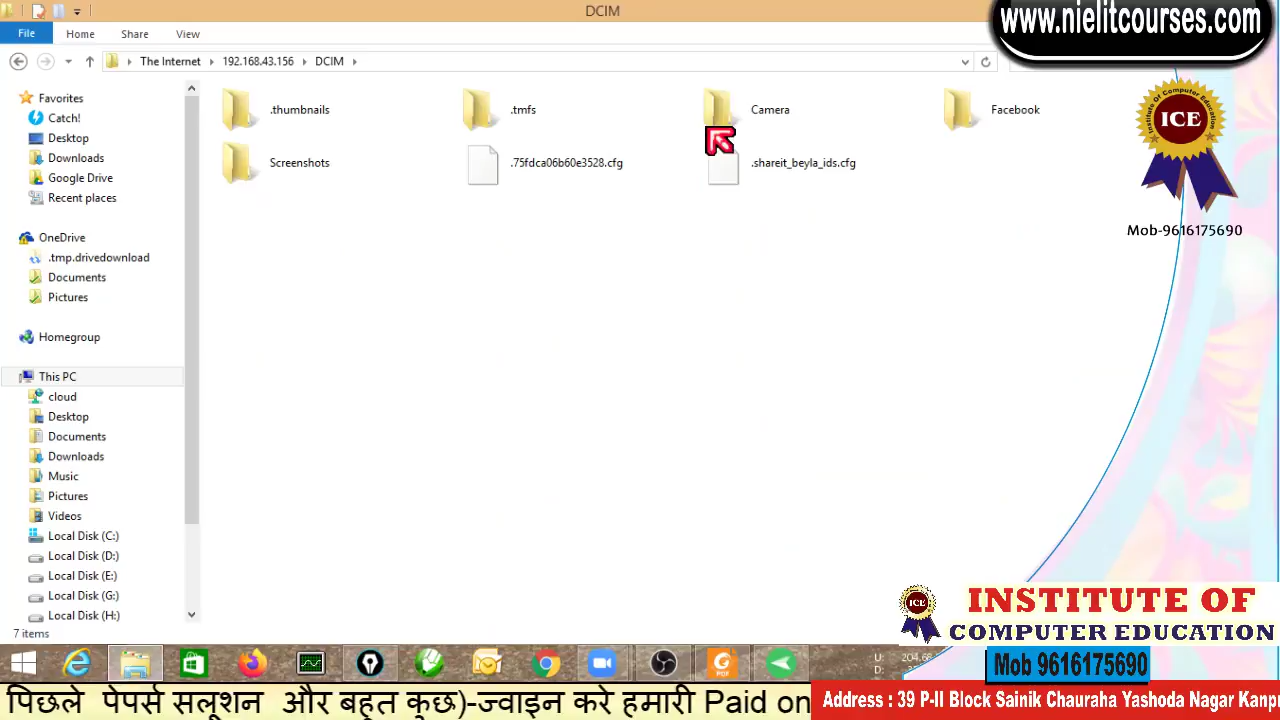 DCIM
www.nielitcourses.com
File Home Share View
The Internet 192.168.43.156 DCIM
Favorites
Catch!
Desktop
Downloads
Google Drive
Recent places
OneDrive
.tmp.drivedownload
Documents
Pictures
Homegroup
This PC
cloud
Desktop
Documents
Downloads
Music
Pictures
Videos
Local Disk (C:)
Local Disk (D:)
Local Disk (E:)
Local Disk (G:)
Local Disk (H:)
7 items
.thumbnails
.tmfs
Camera
Facebook
Screenshots
.75fdca06b60e3528.cfg
.shareit_beyla_ids.cfg
ICE
Mob-9616175690
ICE
INSTITUTE OF
COMPUTER EDUCATION
Mob 9616175690
U:
D:
पिछले पेपर्स सलूशन और बहुत कुछ)-ज्वाइन करे हमारी Paid on
Address : 39 P-II Block Sainik Chauraha Yashoda Nagar Kanp